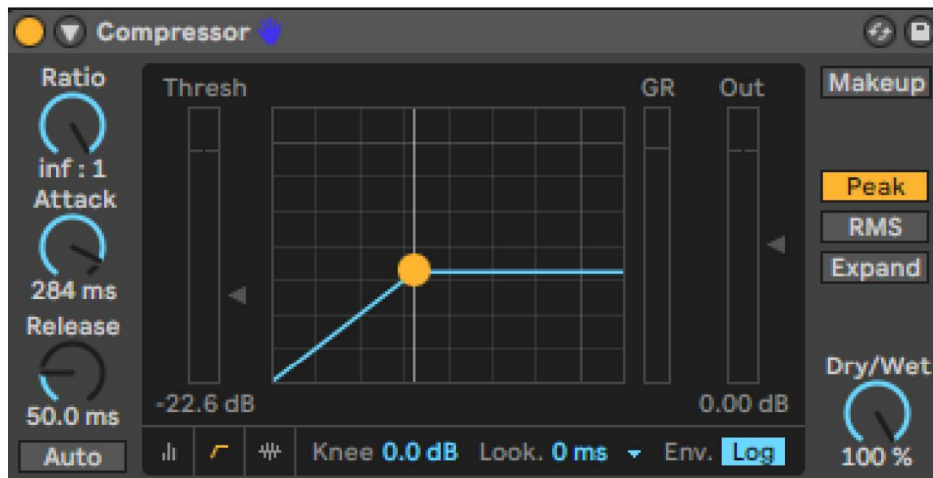 Compressor
Ratio
inf : 1
Attack
284 ms
Release
50.0 ms
Auto
Thresh
-22.6 dB
GR
Out
0.00 dB
Knee 0.0 dB Look. 0 ms Env. Log
Makeup
Peak
RMS
Expand
Dry/Wet
100 %